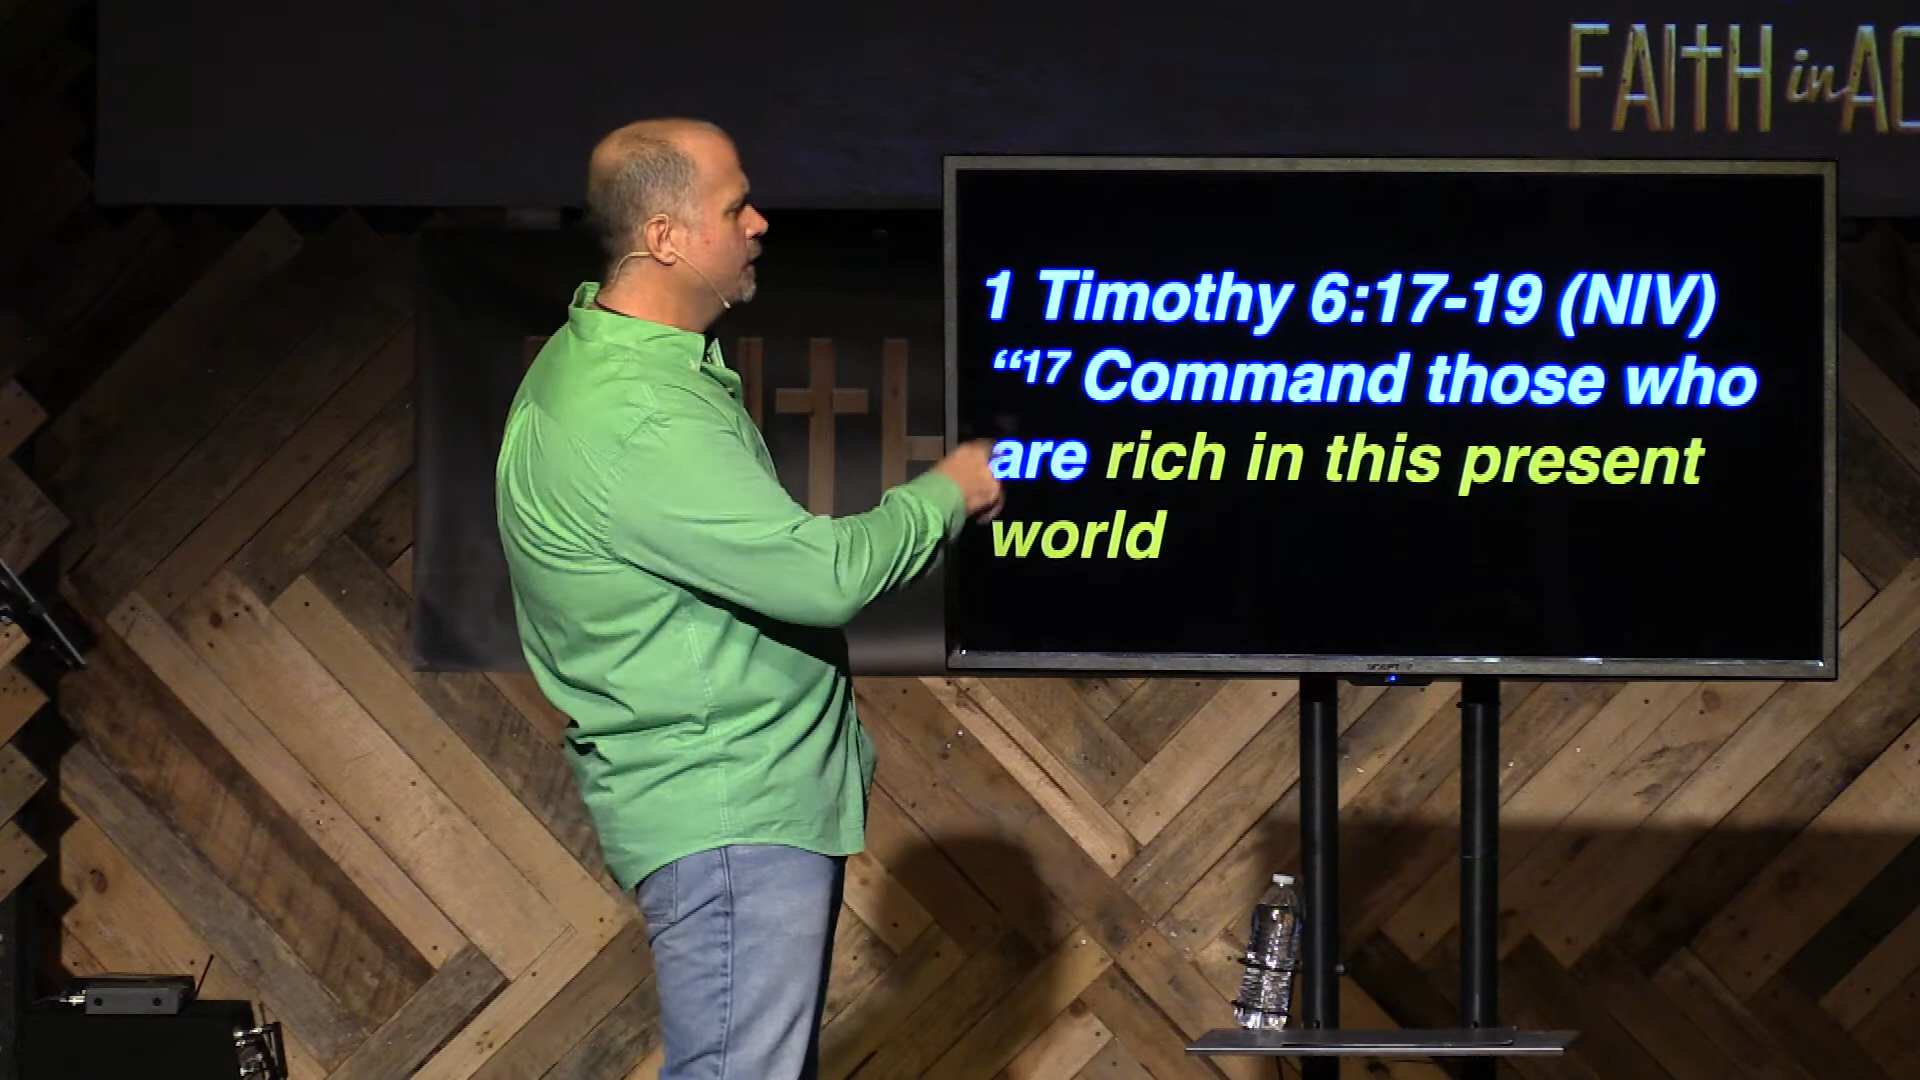 FAITH in AC
1 Timothy 6:17-19 (NIV)
“17 Command those who
are rich in this present
world